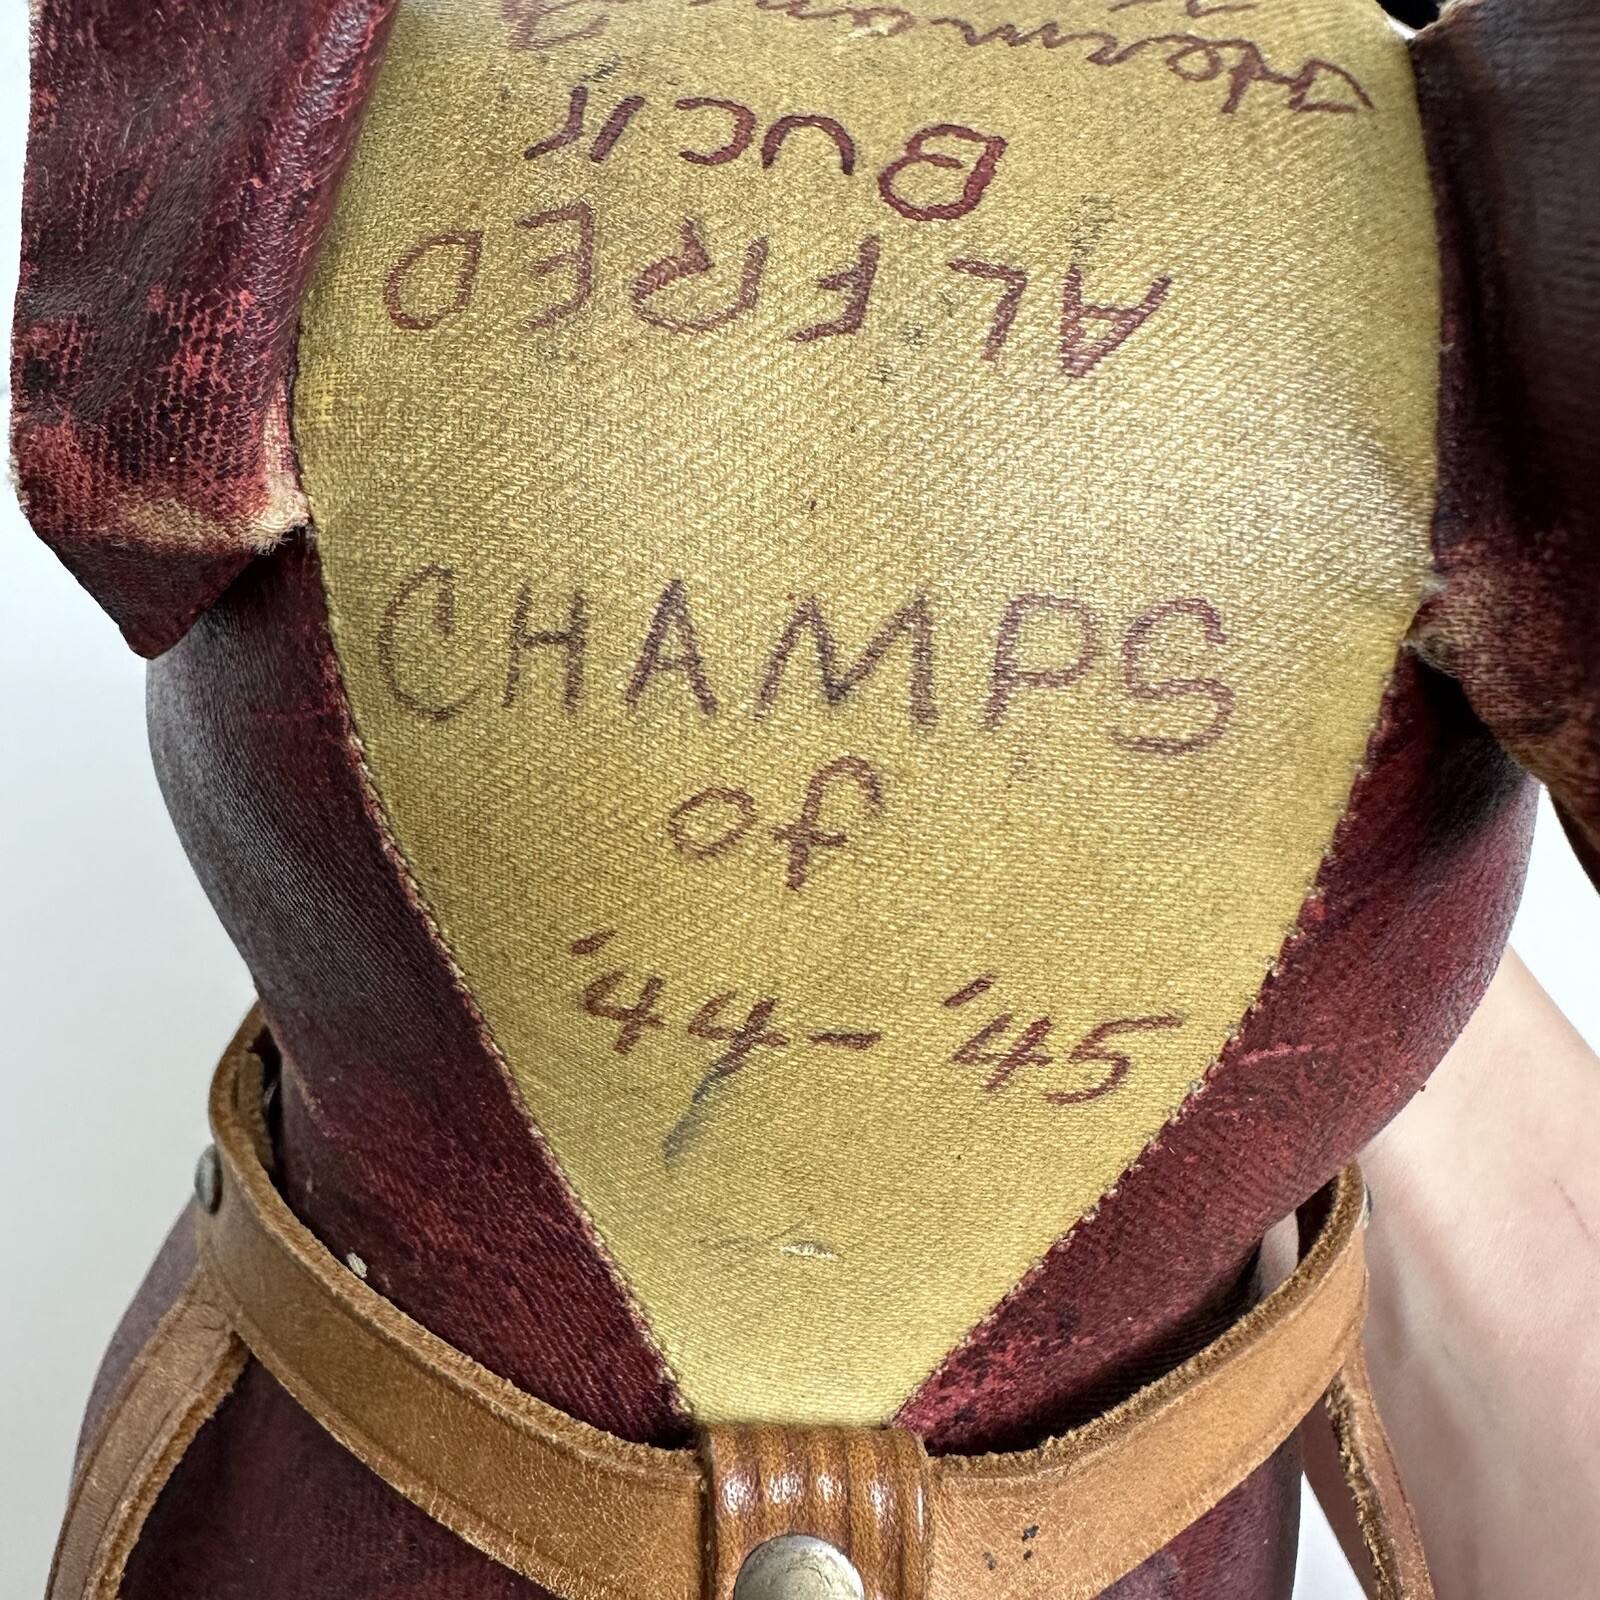 ALFRED
BUCK
CHAMPS
of
'44-'45